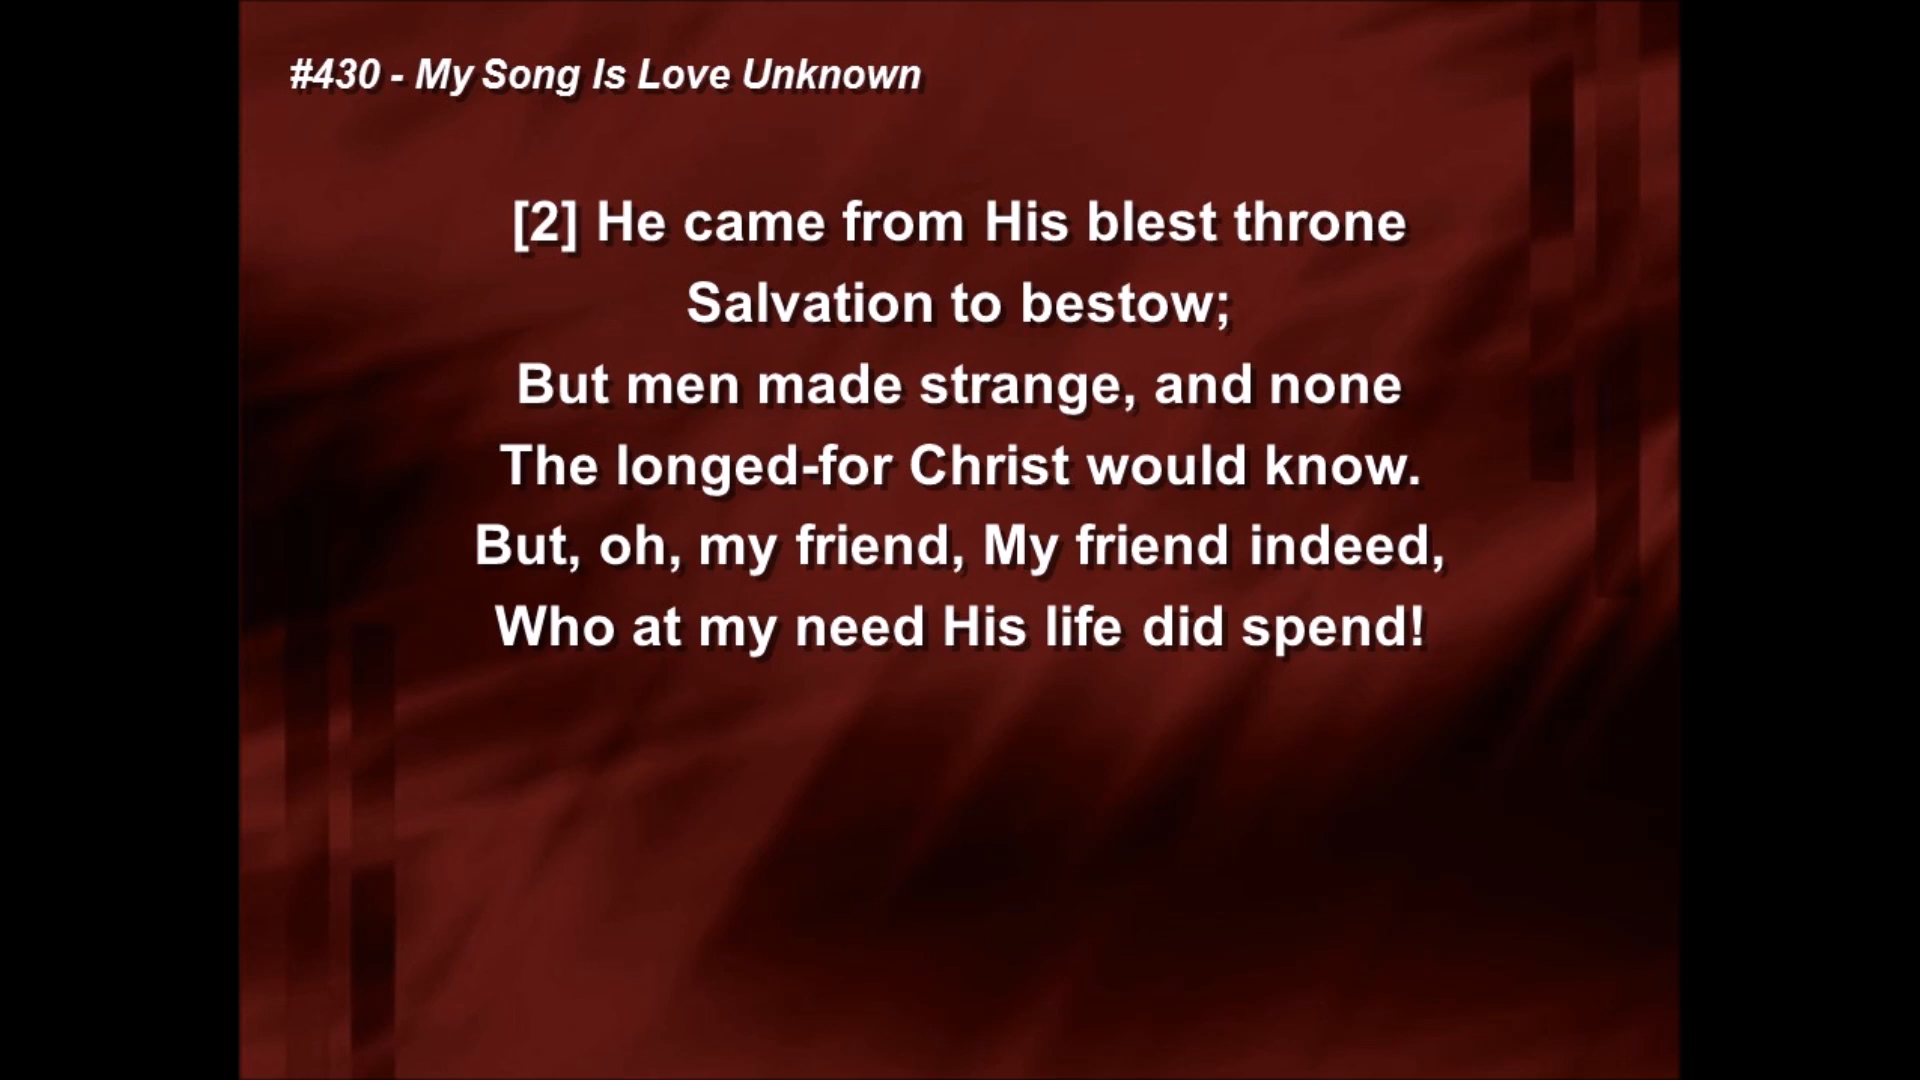 #430 - My Song Is Love Unknown
[2] He came from His blest throne
Salvation to bestow;
But men made strange, and none
The longed-for Christ would know.
But, oh, my friend, My friend indeed,
Who at my need His life did spend!